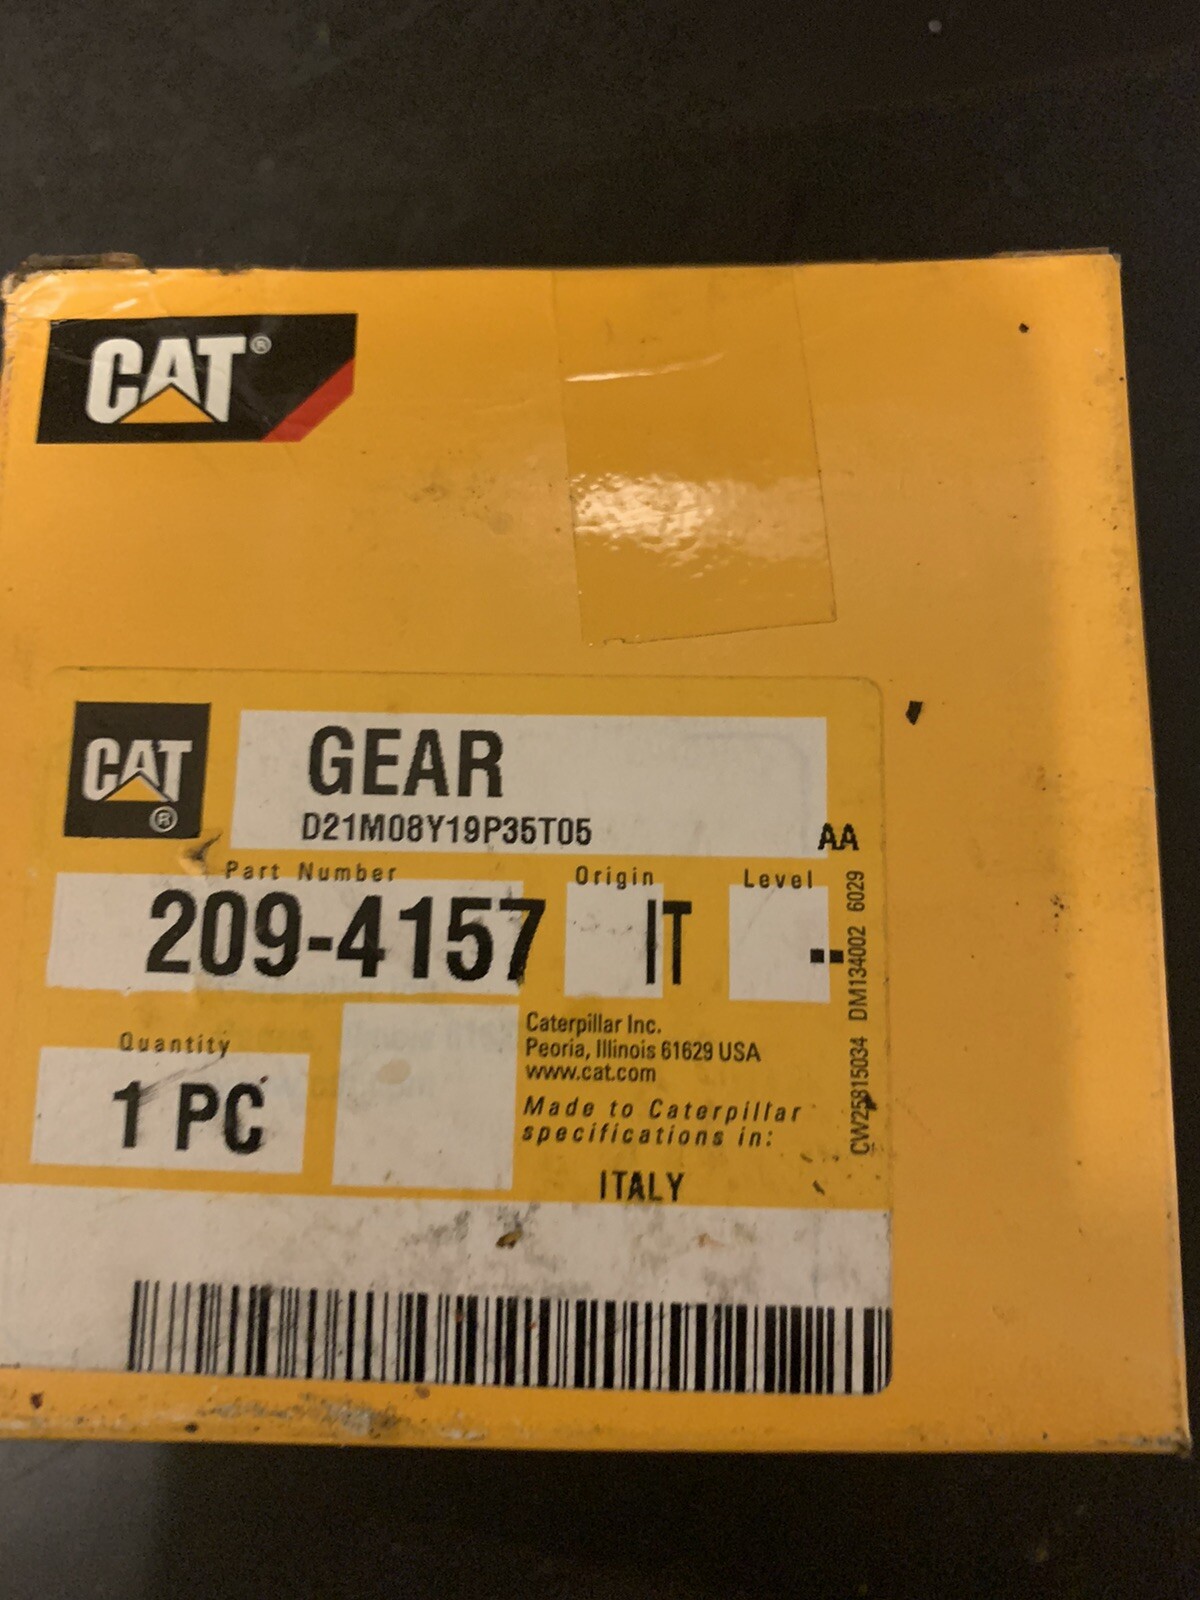 CAT®
CAT
®
GEAR
D21M08Y19P35T05
AA
Part Number
Origin
Level
209-4157
IT
--
Quantity
1 PC
Caterpillar Inc.
Peoria, Illinois 61629 USA
www.cat.com
Made to Caterpillar
specifications in:
ITALY
CW25815034 DM134002 6029